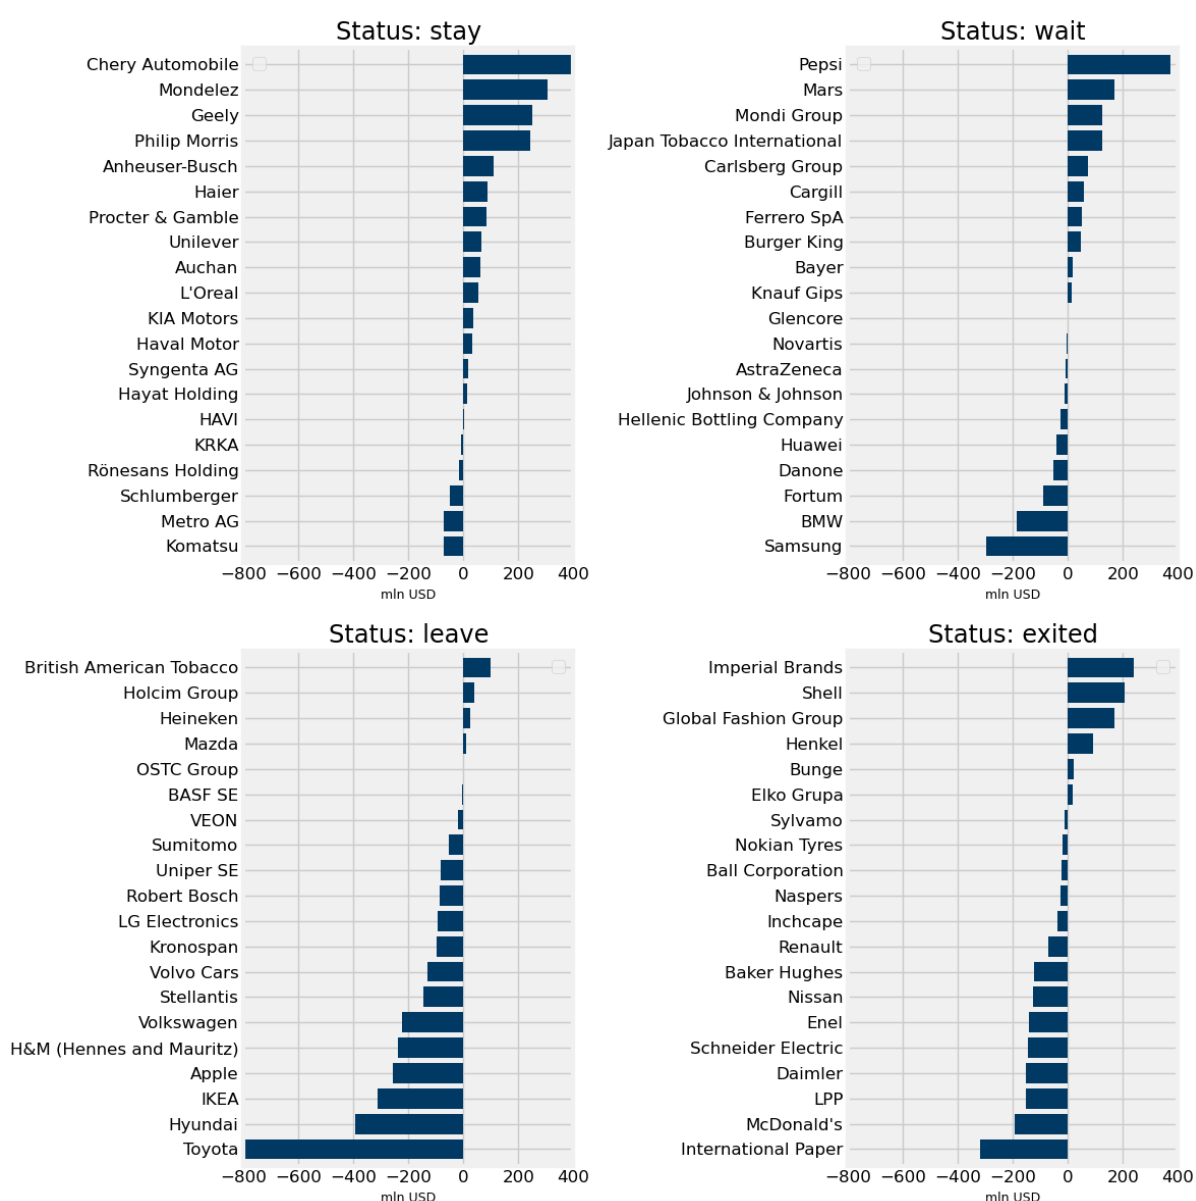 Status: stay
Chery Automobile
Mondelez
Geely
Philip Morris
Anheuser-Busch
Haier
Procter & Gamble
Unilever
Auchan
L'Oreal
KIA Motors
Haval Motor
Syngenta AG
Hayat Holding
HAVI
KRKA
Rönesans Holding
Schlumberger
Metro AG
Komatsu
−800 −600 −400 −200 0 200 400
mln USD
Status: wait
Pepsi
Mars
Mondi Group
Japan Tobacco International
Carlsberg Group
Cargill
Ferrero SpA
Burger King
Bayer
Knauf Gips
Glencore
Novartis
AstraZeneca
Johnson & Johnson
Hellenic Bottling Company
Huawei
Danone
Fortum
BMW
Samsung
−800 −600 −400 −200 0 200 400
mln USD
Status: leave
British American Tobacco
Holcim Group
Heineken
Mazda
OSTC Group
BASF SE
VEON
Sumitomo
Uniper SE
Robert Bosch
LG Electronics
Kronospan
Volvo Cars
Stellantis
Volkswagen
H&M (Hennes and Mauritz)
Apple
IKEA
Hyundai
Toyota
−800 −600 −400 −200 0 200 400
mln USD
Status: exited
Imperial Brands
Shell
Global Fashion Group
Henkel
Bunge
Elko Grupa
Sylvamo
Nokian Tyres
Ball Corporation
Naspers
Inchcape
Renault
Baker Hughes
Nissan
Enel
Schneider Electric
Daimler
LPP
McDonald's
International Paper
−800 −600 −400 −200 0 200 400
mln USD